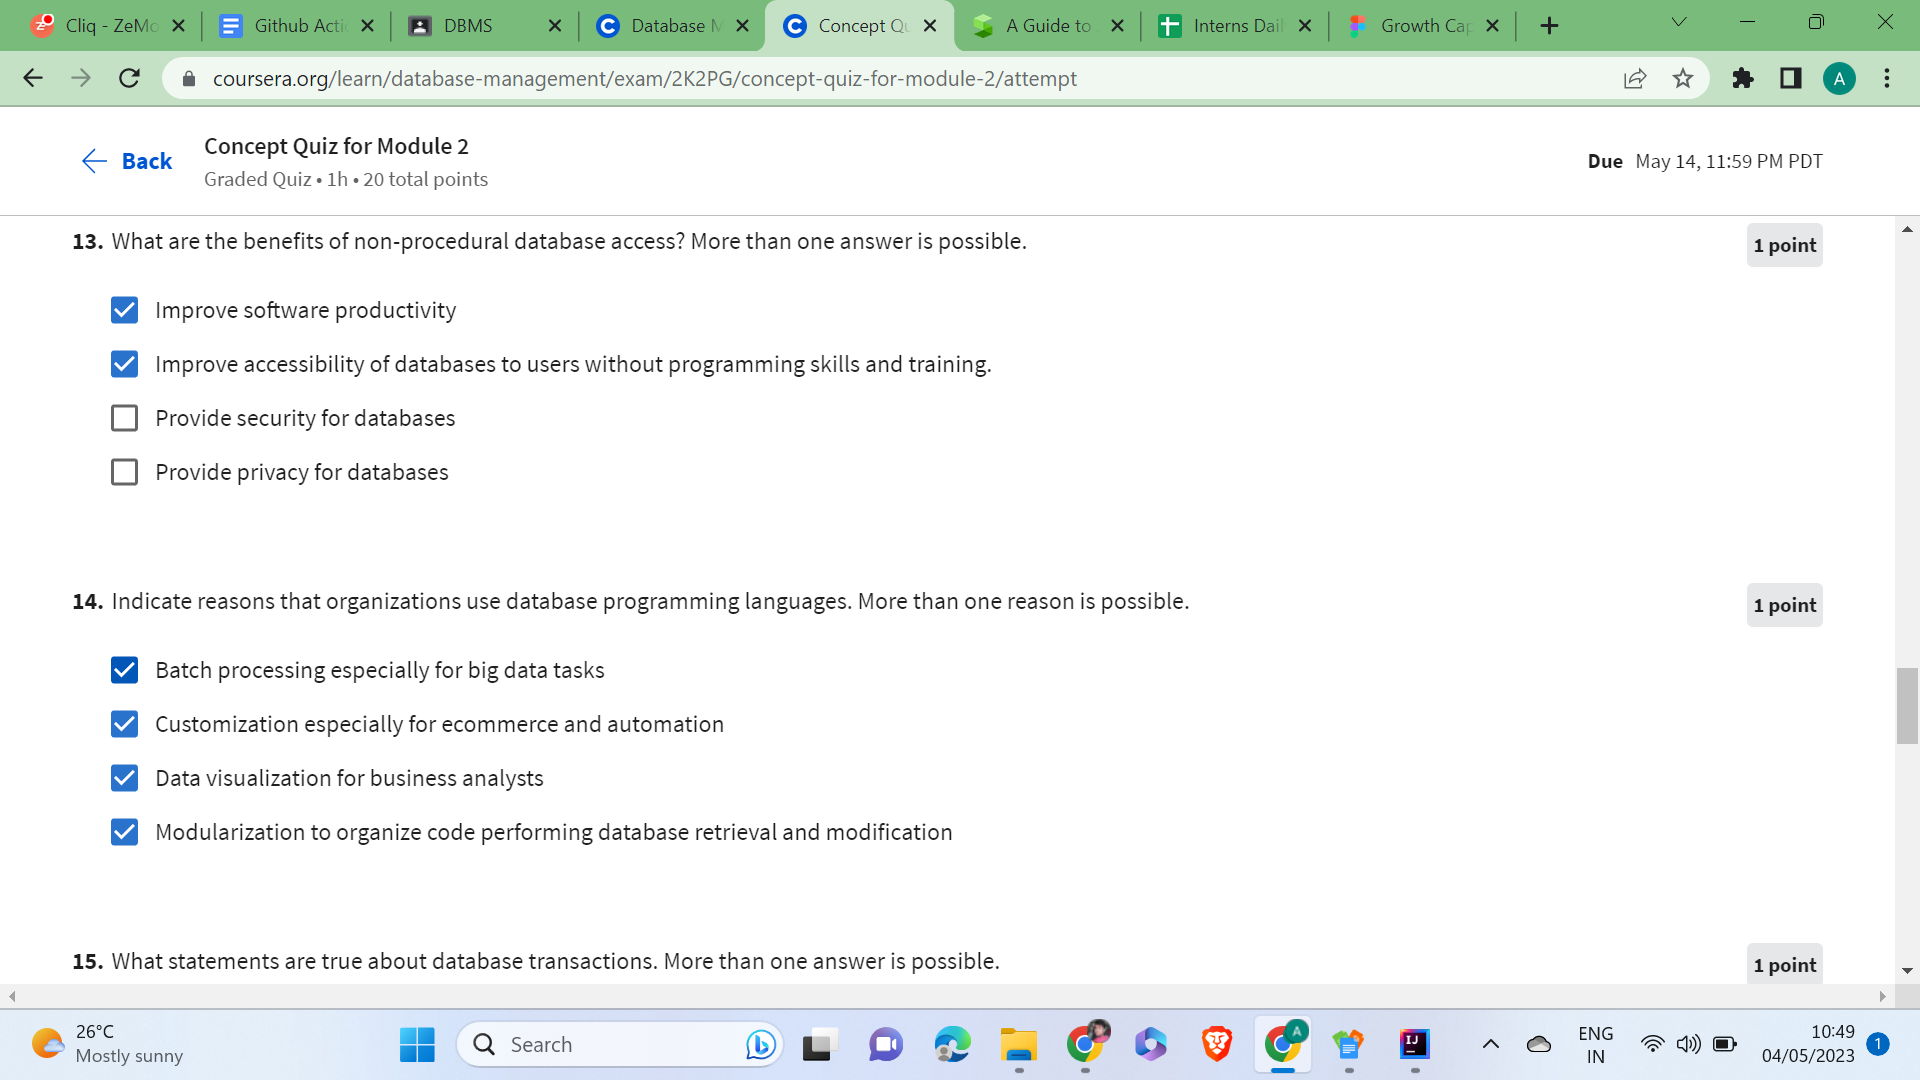 Cliq - ZeMo
Github Acti
DBMS
Database M
Concept Qu
A Guide to
Interns Dail
Growth Cap
coursera.org/learn/database-management/exam/2K2PG/concept-quiz-for-module-2/attempt
A
Back
Concept Quiz for Module 2
Graded Quiz • 1h • 20 total points
Due May 14, 11:59 PM PDT
13. What are the benefits of non-procedural database access? More than one answer is possible.
1 point
Improve software productivity
Improve accessibility of databases to users without programming skills and training.
Provide security for databases
Provide privacy for databases
14. Indicate reasons that organizations use database programming languages. More than one reason is possible.
1 point
Batch processing especially for big data tasks
Customization especially for ecommerce and automation
Data visualization for business analysts
Modularization to organize code performing database retrieval and modification
15. What statements are true about database transactions. More than one answer is possible.
1 point
26°C
Mostly sunny
Search
A
IJ
ENG
IN
10:49
04/05/2023
1